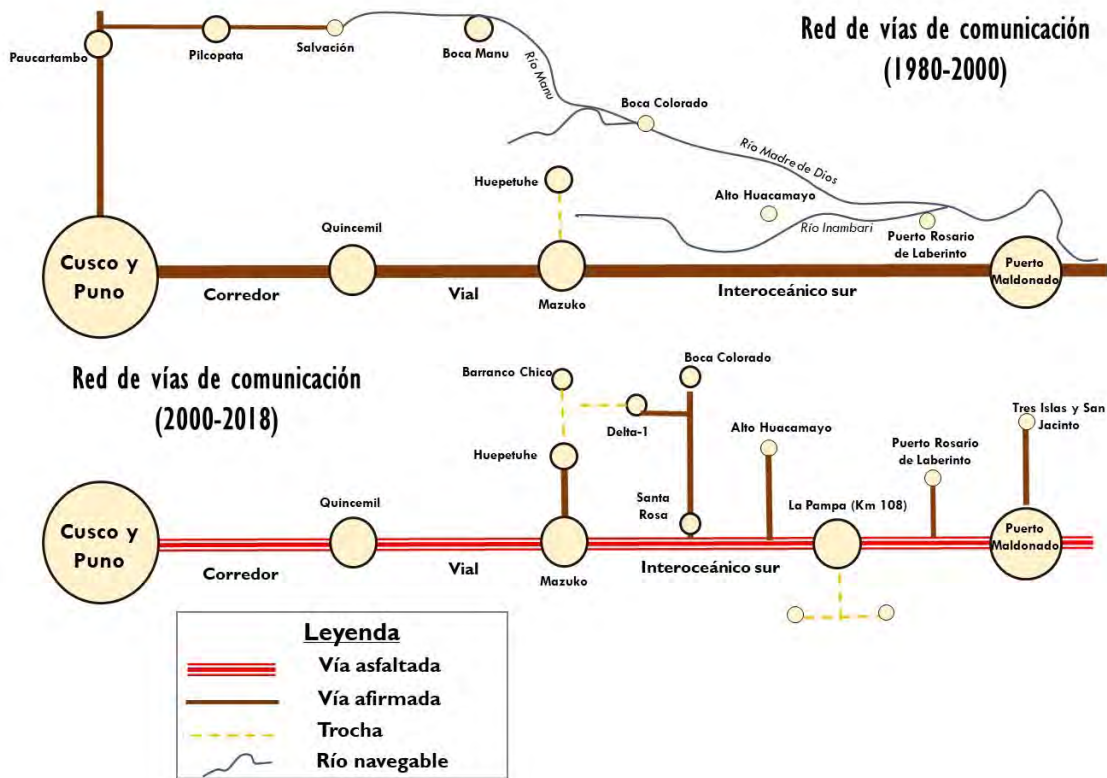 Red de vías de comunicación
(1980-2000)
Paucartambo
Pilcopata
Salvación
Boca Manu
Río Manu
Boca Colorado
Río Madre de Dios
Huepetuhe
Alto Huacamayo
Río Inambari
Puerto Rosario
de Laberinto
Cusco y
Puno
Quincemil
Mazuko
Puerto
Maldonado
Corredor
Vial
Interoceánico sur
Red de vías de comunicación
(2000-2018)
Barranco Chico
Boca Colorado
Delta-1
Alto Huacamayo
Tres Islas y San
Jacinto
Huepetuhe
Puerto Rosario
de Laberinto
Quincemil
Santa
Rosa
La Pampa (Km 108)
Cusco y
Puno
Mazuko
Puerto
Maldonado
Corredor
Vial
Interoceánico sur
Leyenda
Vía asfaltada
Vía afirmada
Trocha
Río navegable